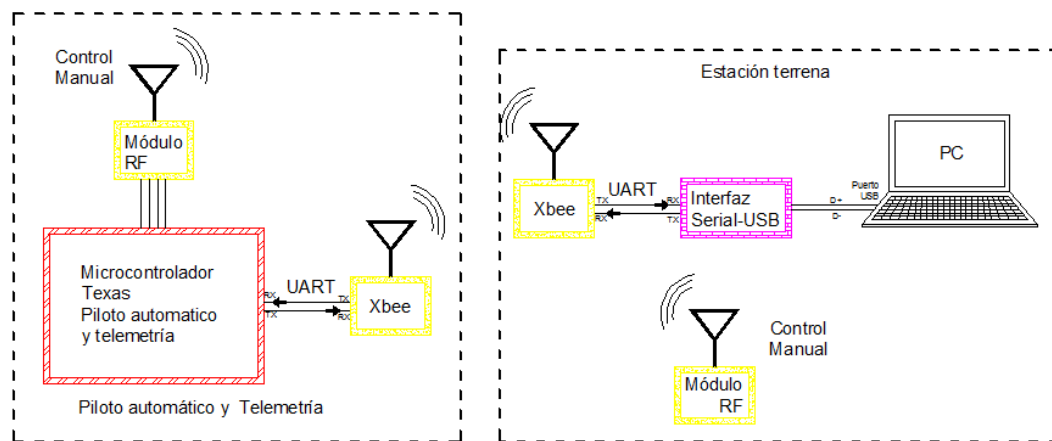 Control
Manual
Módulo
RF
Microcontrolador
Texas
Piloto automatico
y telemetría
RX
UART
TX
TX
RX
Xbee
Piloto automático y Telemetría
Estación terrena
Xbee
TX
UART
RX
RX
TX
Interfaz
Serial-USB
D+
D-
Puerto
USB
PC
Control
Manual
Módulo
RF